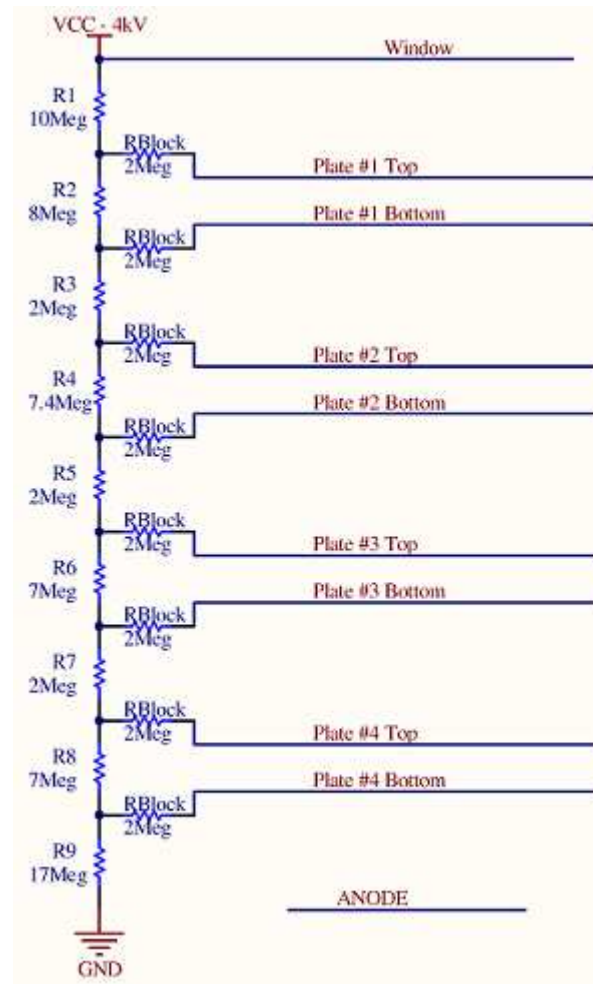 VCC - 4kV
Window
R1
10Meg
RBlock
2Meg
Plate #1 Top
R2
8Meg
Plate #1 Bottom
RBlock
2Meg
R3
2Meg
RBlock
2Meg
Plate #2 Top
R4
7.4Meg
Plate #2 Bottom
RBlock
2Meg
R5
2Meg
RBlock
2Meg
Plate #3 Top
R6
7Meg
Plate #3 Bottom
RBlock
2Meg
R7
2Meg
RBlock
2Meg
Plate #4 Top
R8
7Meg
Plate #4 Bottom
RBlock
2Meg
R9
17Meg
ANODE
GND